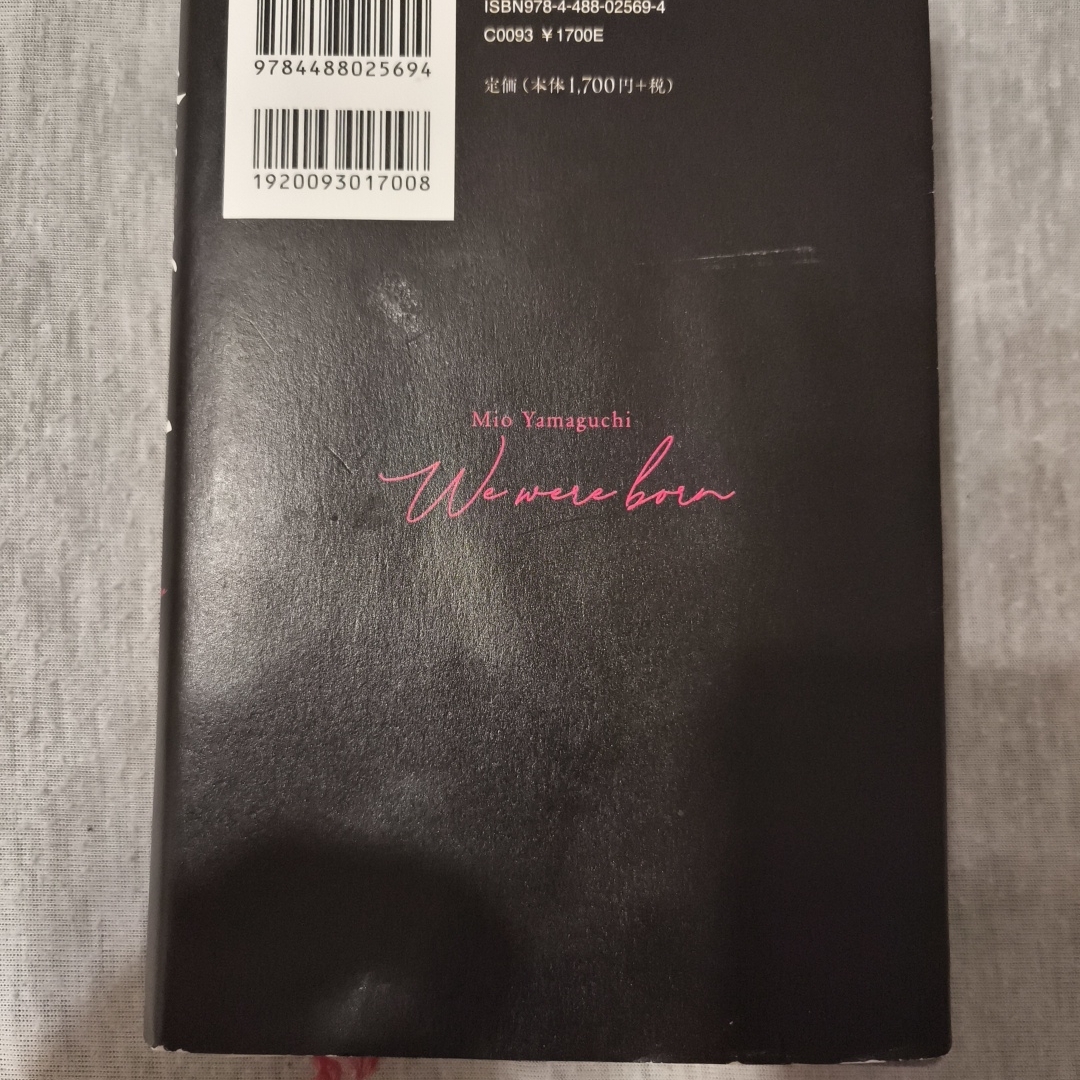 ISBN978-4-488-02569-4
C0093 ¥1700E
定価（本体1,700円+税）
9784488025694
1920093017008
Mio Yamaguchi
We were born